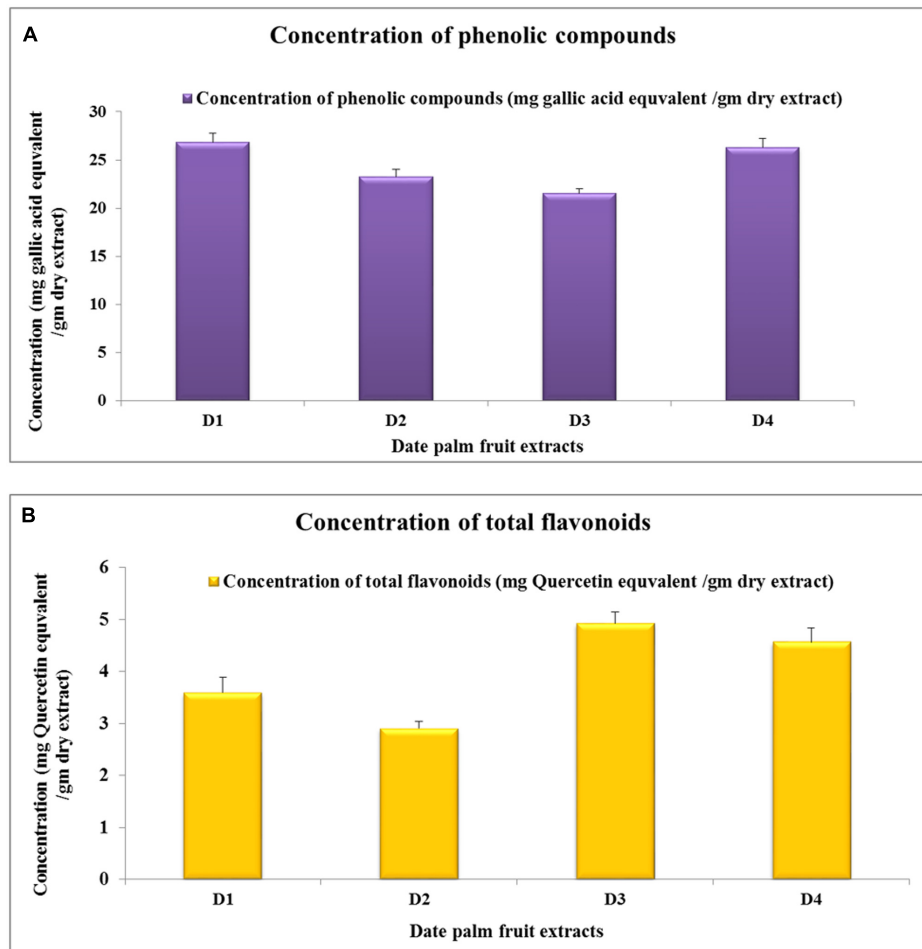 A
Concentration of phenolic compounds
Concentration of phenolic compounds (mg gallic acid equvalent /gm dry extract)
Concentration (mg gallic acid equvalent
/gm dry extract)
30
25
20
15
10
5
0
D1 D2 D3 D4
Date palm fruit extracts
B
Concentration of total flavonoids
Concentration of total flavonoids (mg Quercetin equvalent /gm dry extract)
Concentration (mg Quercetin equvalent
/gm dry extract)
6
5
4
3
2
1
0
D1 D2 D3 D4
Date palm fruit extracts